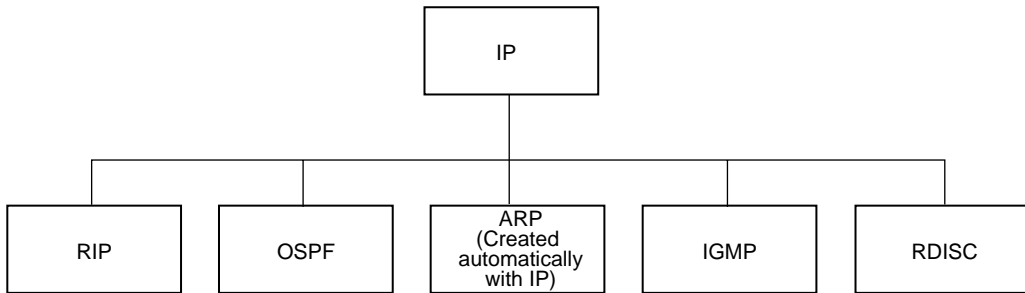 IP
RIP
OSPF
ARP
(Created
automatically
with IP)
IGMP
RDISC